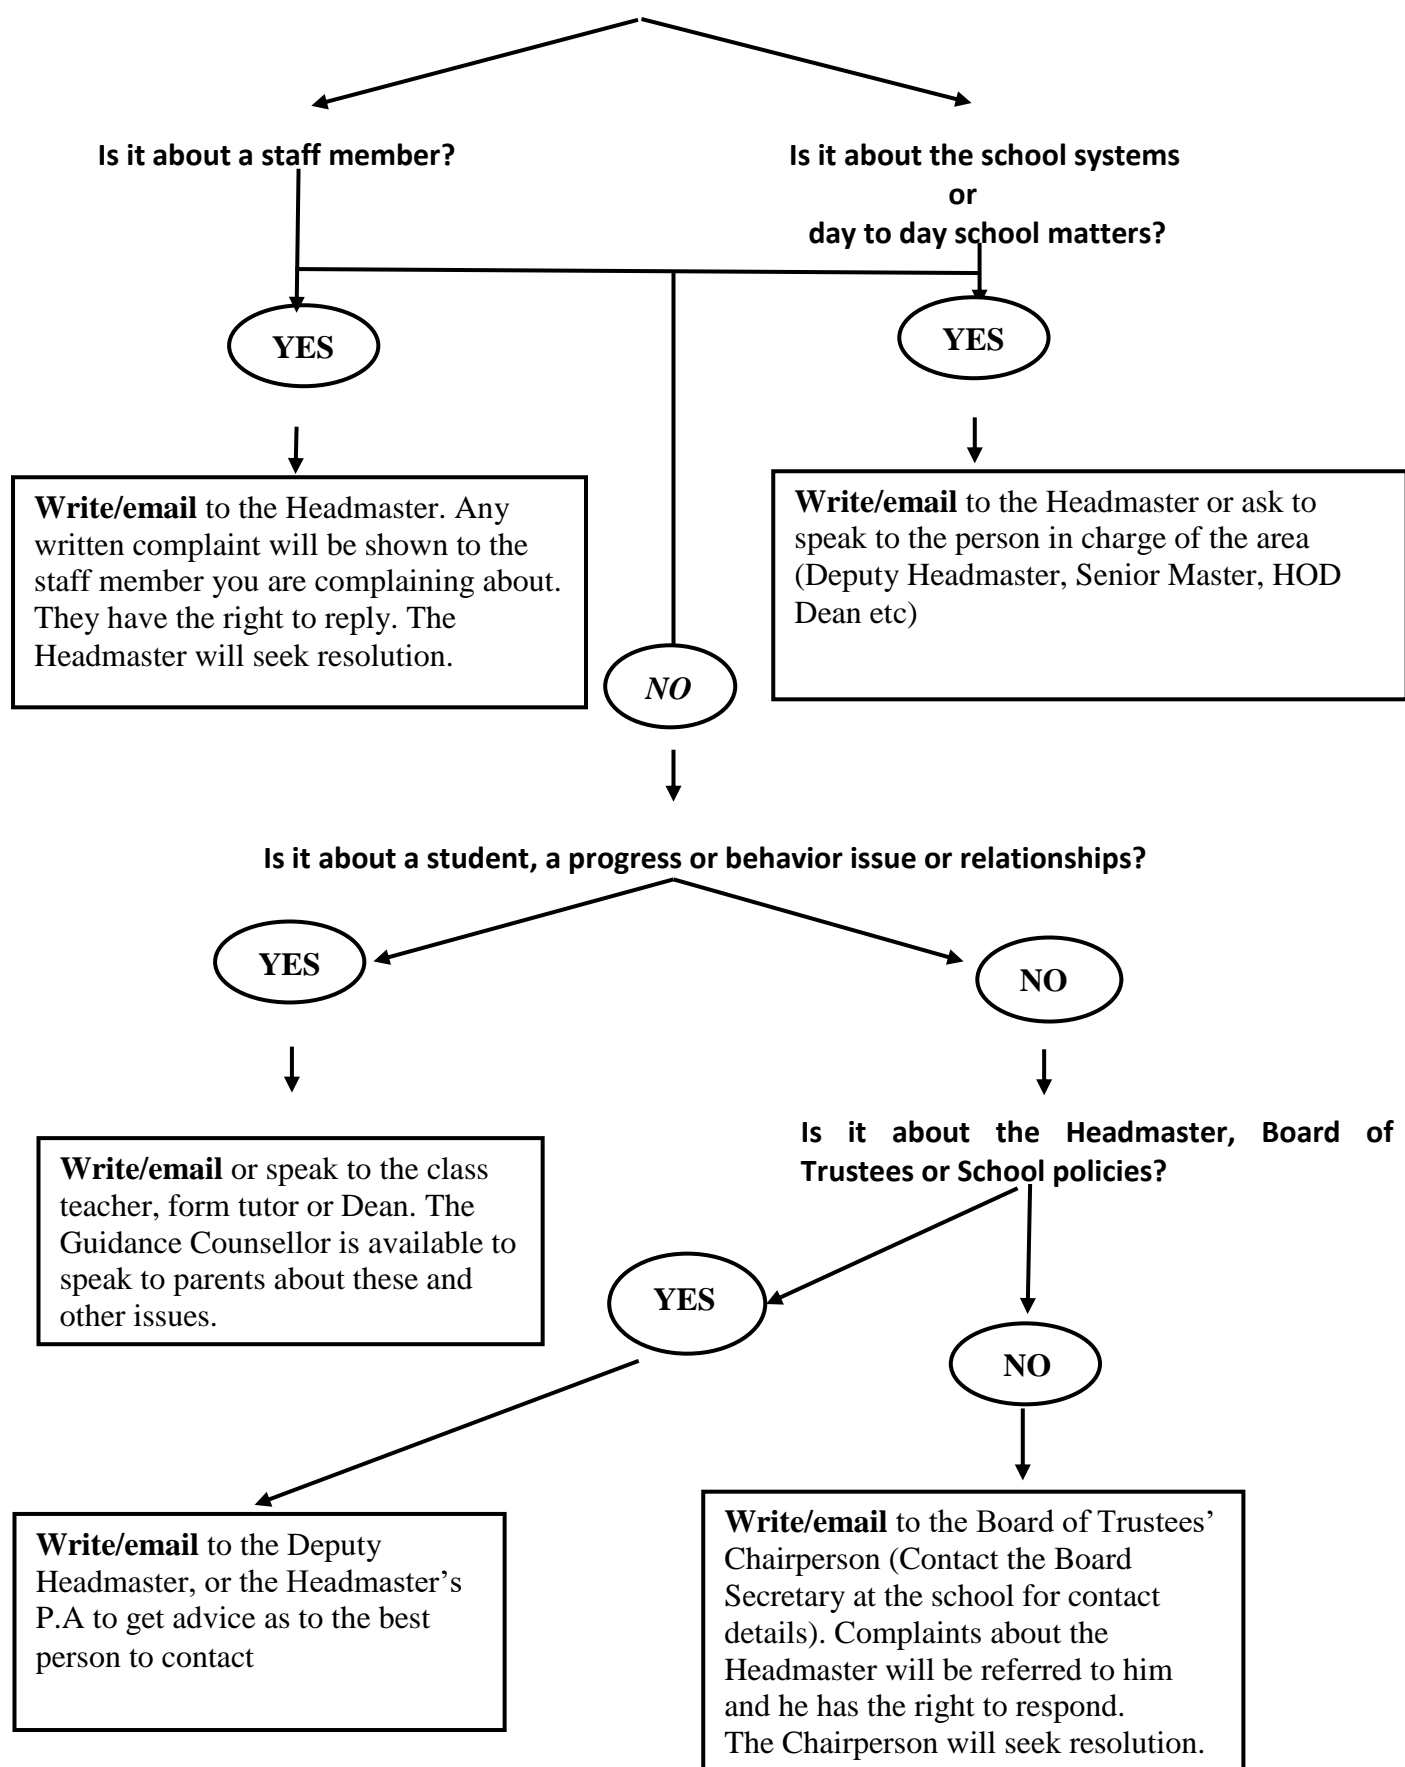 Is it about a staff member?
Is it about the school systems
or
day to day school matters?
YES
YES
Write/email to the Headmaster. Any
written complaint will be shown to the
staff member you are complaining about.
They have the right to reply. The
Headmaster will seek resolution.
Write/email to the Headmaster or ask to
speak to the person in charge of the area
(Deputy Headmaster, Senior Master, HOD
Dean etc)
NO
Is it about a student, a progress or behavior issue or relationships?
YES
NO
Write/email or speak to the class
teacher, form tutor or Dean. The
Guidance Counsellor is available to
speak to parents about these and
other issues.
Is it about the Headmaster, Board of
Trustees or School policies?
YES
NO
Write/email to the Deputy
Headmaster, or the Headmaster’s
P.A to get advice as to the best
person to contact
Write/email to the Board of Trustees’
Chairperson (Contact the Board
Secretary at the school for contact
details). Complaints about the
Headmaster will be referred to him
and he has the right to respond.
The Chairperson will seek resolution.